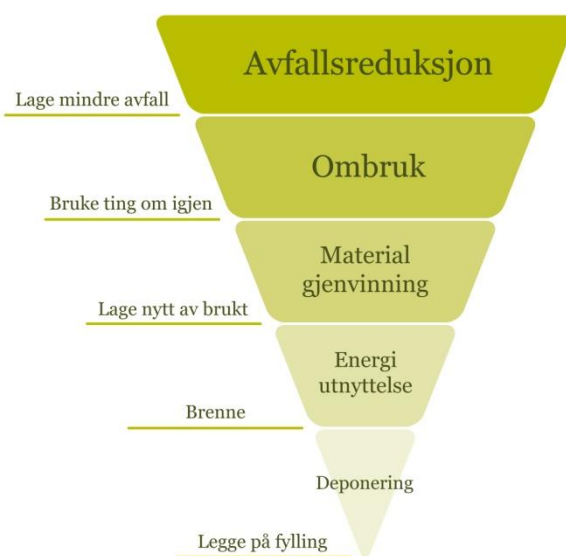 Avfallsreduksjon
Lage mindre avfall
Ombruk
Bruke ting om igjen
Material
gjenvinning
Lage nytt av brukt
Energi
utnyttelse
Brenne
Deponering
Legge på fylling